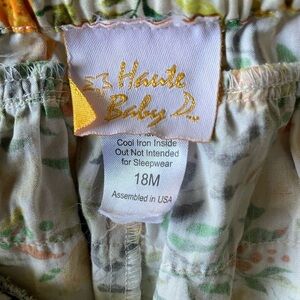 Haute
Baby
Cool Iron Inside
Out Not Intended
for Sleepwear
18M
Assembled in USA